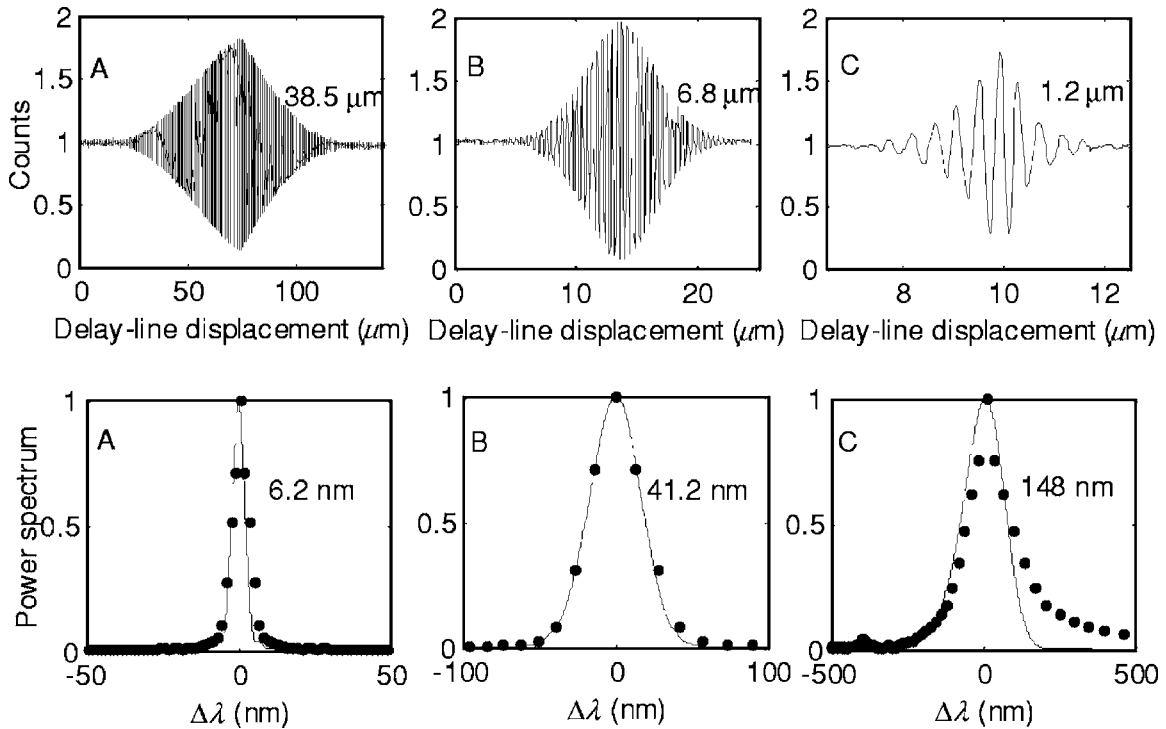 A
38.5 μm
Counts
2
1.5
1
0.5
0
0 50 100
Delay-line displacement (μm)
B
6.8 μm
2
1.5
1
0.5
0
0 10 20
Delay-line displacement (μm)
C
1.2 μm
2
1.5
1
0.5
0
8 10 12
Delay-line displacement (μm)
A
6.2 nm
Power spectrum
1
0.5
0
-50 0 50
Δλ (nm)
B
41.2 nm
1
0.5
0
-100 0 100
Δλ (nm)
C
148 nm
1
0.5
0
-500 0 500
Δλ (nm)